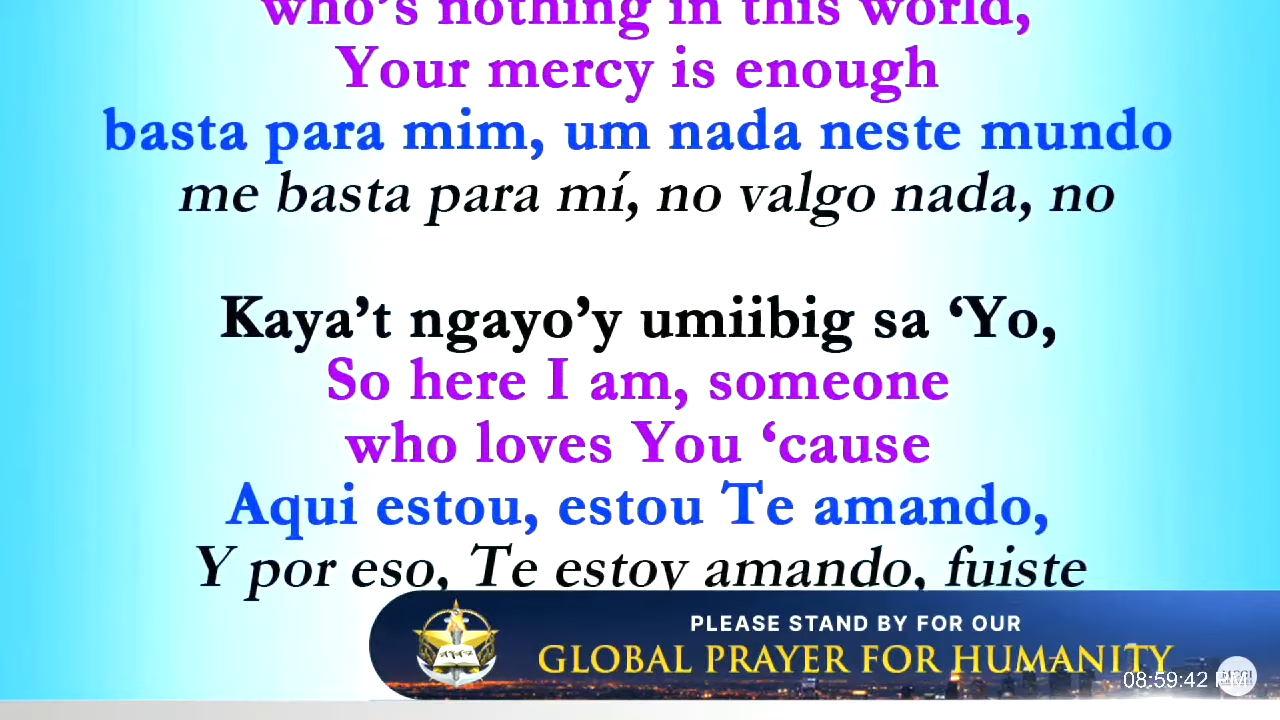 who's nothing in this world,
Your mercy is enough
basta para mim, um nada neste mundo
me basta para mí, no valgo nada, no
Kaya't ngayo'y umiibig sa ‘Yo,
So here I am, someone
who loves You ‘cause
Aqui estou, estou Te amando,
Y por eso, Te estoy amando, fuiste
PLEASE STAND BY FOR OUR
GLOBAL PRAYER FOR HUMANITY
08:59:42 PM